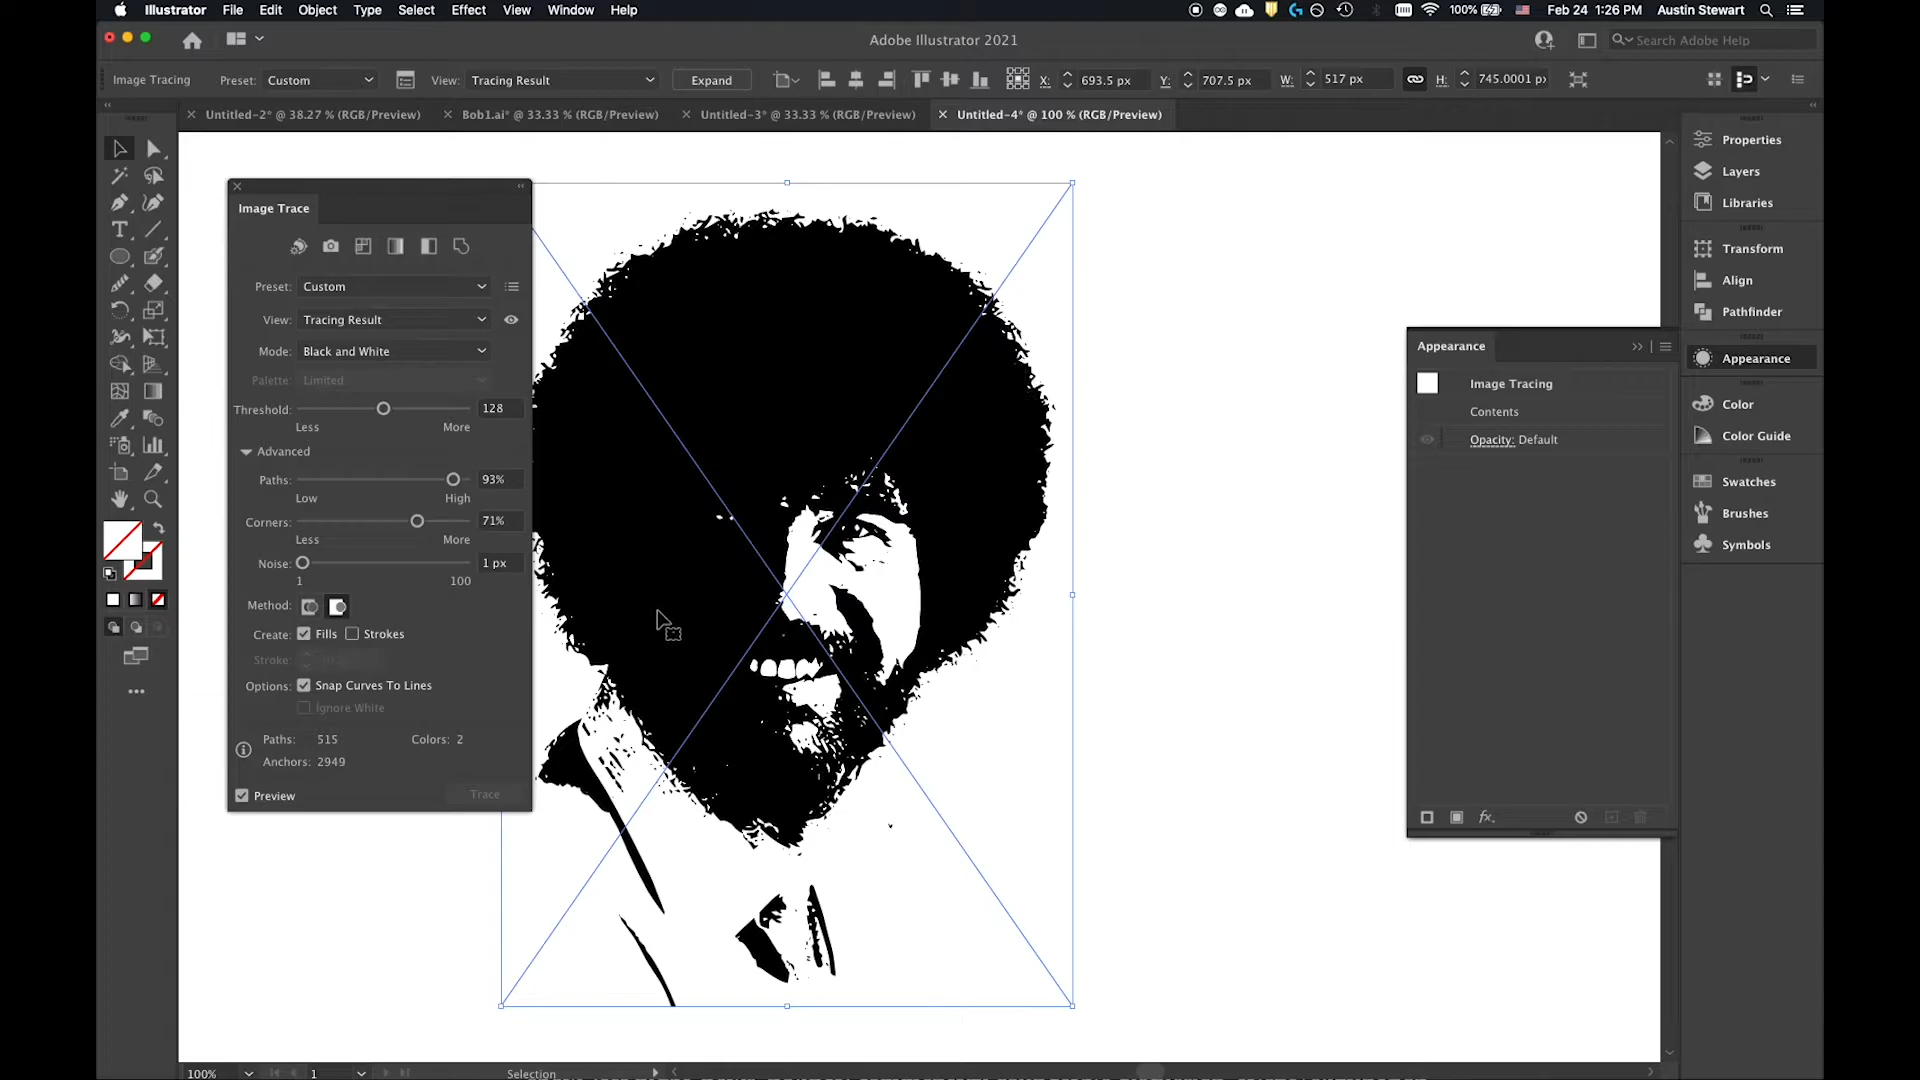 Illustrator File Edit Object Type Select Effect View Window Help 100% Feb 24 1:26 PM Austin Stewart
Adobe Illustrator 2021 Search Adobe Help
Image Tracing Preset: Custom View: Tracing Result Expand X: 693.5 px Y: 707.5 px W: 517 px H: 745.0001 px
Untitled-2* @ 38.27 % (RGB/Preview) Bob1.ai* @ 33.33 % (RGB/Preview) Untitled-3* @ 33.33 % (RGB/Preview) Untitled-4* @ 100 % (RGB/Preview)
Image Trace
Preset: Custom
View: Tracing Result
Mode: Black and White
Palette: Limited
Threshold: 128
Less More
Advanced
Paths: 93%
Low High
Corners: 71%
Less More
Noise: 1 px
1 100
Method:
Create: Fills Strokes
Stroke:
Options: Snap Curves To Lines
Ignore White
Paths: 515 Colors: 2
Anchors: 2949
Preview Trace
Appearance
Image Tracing
Contents
Opacity: Default
fx.
Properties
Layers
Libraries
Transform
Align
Pathfinder
Appearance
Color
Color Guide
Swatches
Brushes
Symbols
100% 1 Selection